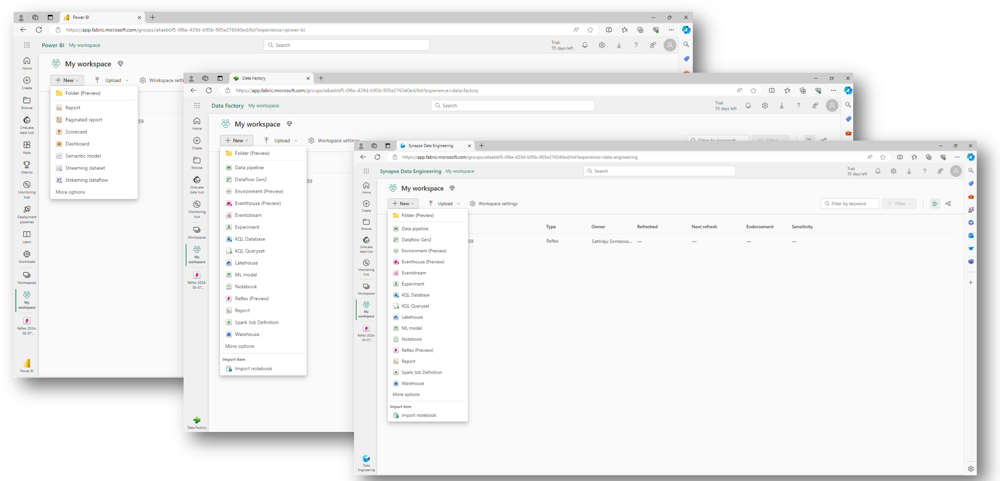 Power BI
https://app.fabric.microsoft.com/groups/a4aebbf5-0f6e-439d-b95b-905e276540ed/list?experience=power-bi
Power BI My workspace
Search
Trial:
55 days left
Home
Create
Browse
OneLake
data hub
Apps
Metrics
Monitoring
hub
Deployment
pipelines
Learn
Workloads
Workspaces
My
workspace
Reflex 2024-
05-07...
Power BI
My workspace
New
Upload
Workspace setti
Folder (Preview)
Report
Paginated report
Scorecard
Dashboard
Semantic model
Streaming dataset
Streaming dataflow
More options
:59
Data Factory
https://app.fabric.microsoft.com/groups/a4aebbf5-0f6e-439d-b95b-905e276540ed/list?experience=data-factory
Data Factory My workspace
Search
Trial:
55 days left
Home
Create
Browse
OneLake
data hub
Monitoring
hub
Workspaces
My
workspace
Reflex 2024-
05-07...
Data Factory
My workspace
New
Upload
Workspace settings
Filter by keyword
Filter
Folder (Preview)
Data pipeline
Dataflow Gen2
Environment (Preview)
Eventhouse (Preview)
Eventstream
Experiment
KQL Database
KQL Queryset
Lakehouse
ML model
Notebook
Reflex (Preview)
Report
Spark Job Definition
Warehouse
More options
Import item
Import notebook
:59
Synapse Data Engineering
https://app.fabric.microsoft.com/groups/a4aebbf5-0f6e-439d-b95b-905e276540ed/list?experience=data-engineering
Synapse Data Engineering My workspace
Search
Trial:
55 days left
Home
Create
Browse
OneLake
data hub
Monitoring
hub
Workspaces
My
workspace
Reflex 2024-
05-07...
Data
Engineering
My workspace
New
Upload
Workspace settings
Filter by keyword
Filter
Folder (Preview)
Data pipeline
Dataflow Gen2
Environment (Preview)
Eventhouse (Preview)
Eventstream
Experiment
KQL Database
KQL Queryset
Lakehouse
ML model
Notebook
Reflex (Preview)
Report
Spark Job Definition
Warehouse
More options
Import item
Import notebook
Type Owner Refreshed Next refresh Endorsement Sensitivity
:59 Reflex Sattiraju Someswa... — — — —